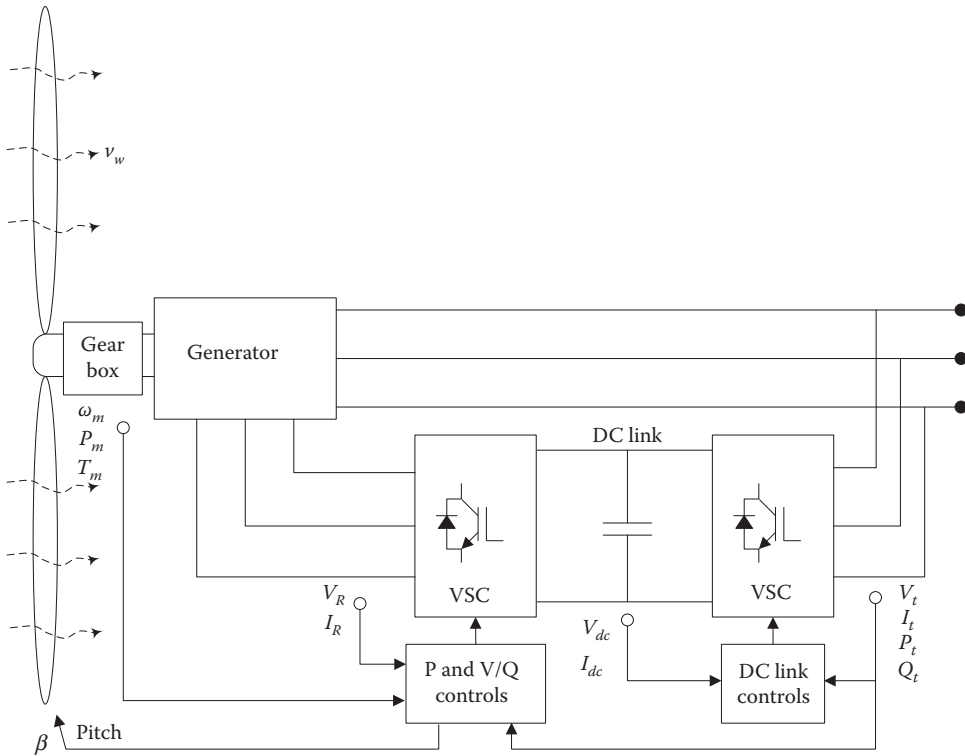 ν_w
Gear
box
Generator
ω_m
P_m
T_m
DC link
VSC
VSC
V_R
I_R
V_dc
I_dc
V_t
I_t
P_t
Q_t
P and V/Q
controls
DC link
controls
Pitch
β